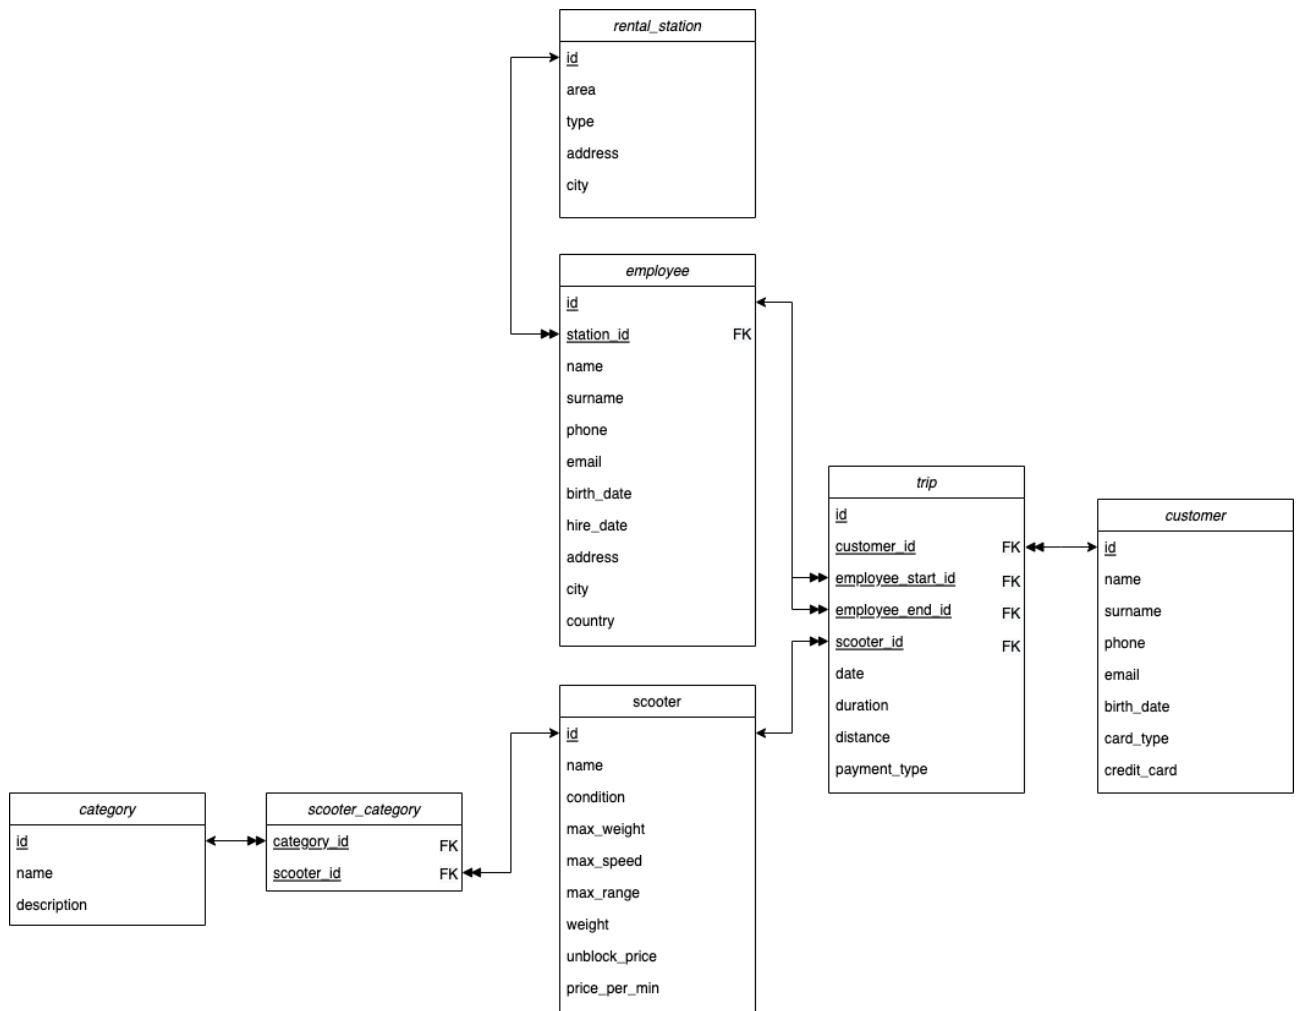 rental_station
id
area
type
address
city
employee
id
station_id FK
name
surname
phone
email
birth_date
hire_date
address
city
country
trip
id
customer_id FK
employee_start_id FK
employee_end_id FK
scooter_id FK
date
duration
distance
payment_type
customer
id
name
surname
phone
email
birth_date
card_type
credit_card
scooter
id
name
condition
max_weight
max_speed
max_range
weight
unblock_price
price_per_min
category
id
name
description
scooter_category
category_id FK
scooter_id FK